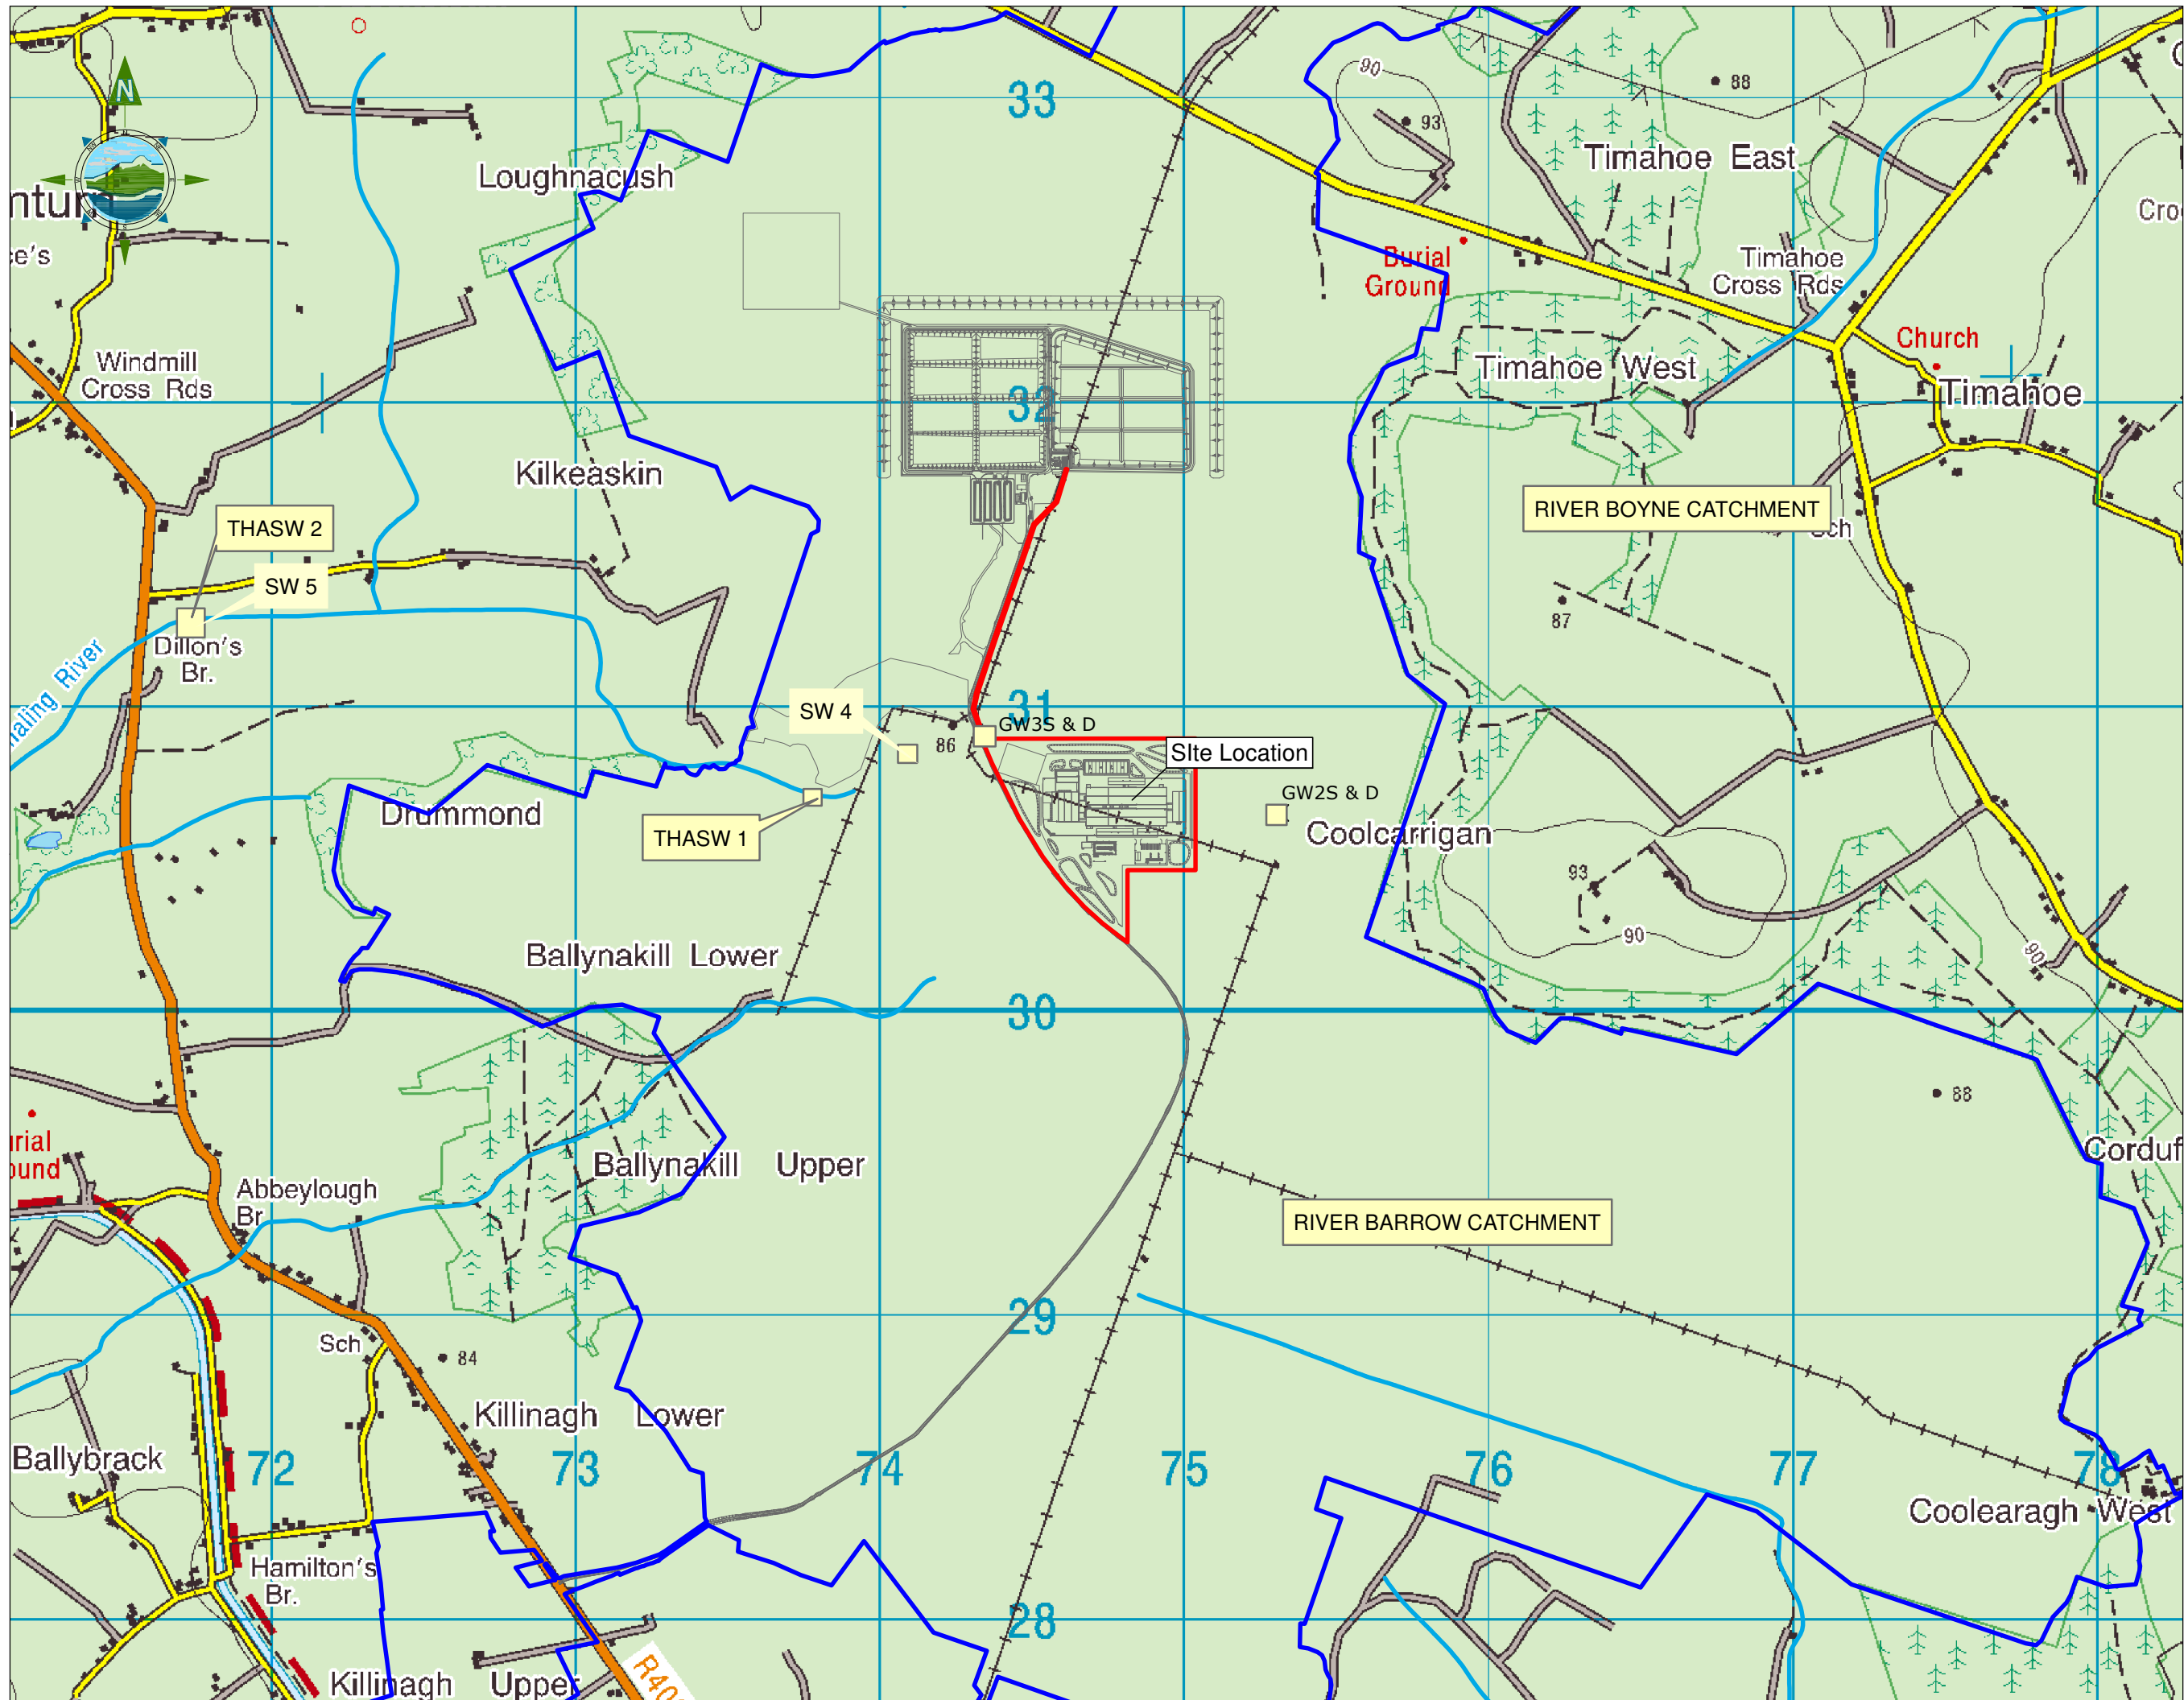 N
33
90
88
93
Timahoe East
Loughnacush
Burial
Ground
Timahoe
Cross Rds
Church
Windmill
Cross Rds
32
Timahoe West
Timahoe
Kilkeaskin
RIVER BOYNE CATCHMENT
THASW 2
SW 5
87
Dillon's
Br.
River
SW 4
31
GW3S & D
86
SIte Location
GW2S & D
Drummond
THASW 1
Coolcarrigan
93
90
90
Ballynakill Lower
30
88
Ballynakill Upper
Abbeylough
Br
RIVER BARROW CATCHMENT
29
Sch
84
Killinagh Lower
Ballybrack
72
73
74
75
76
77
78
Coolearagh West
Hamilton's
Br.
28
Killinagh Upper